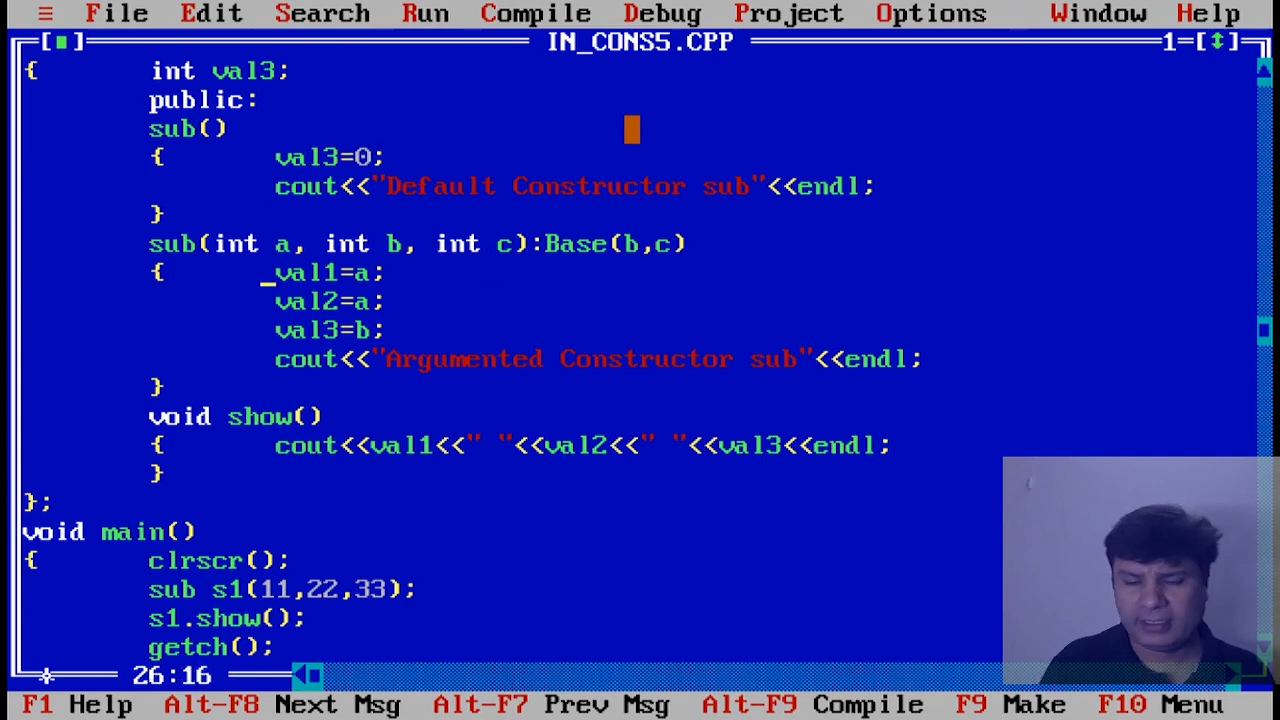 ≡ File Edit Search Run Compile Debug Project Options Window Help
[■] IN_CONS5.CPP 1=[↕]
{ int val3;
public:
sub()
{ val3=0;
cout<<"Default Constructor sub"<<endl;
}
sub(int a, int b, int c):Base(b,c)
{ val1=a;
val2=a;
val3=b;
cout<<"Argumented Constructor sub"<<endl;
}
void show()
{ cout<<val1<<" "<<val2<<" "<<val3<<endl;
}
};
void main()
{ clrscr();
sub s1(11,22,33);
s1.show();
getch();
26:16
F1 Help Alt-F8 Next Msg Alt-F7 Prev Msg Alt-F9 Compile F9 Make F10 Menu